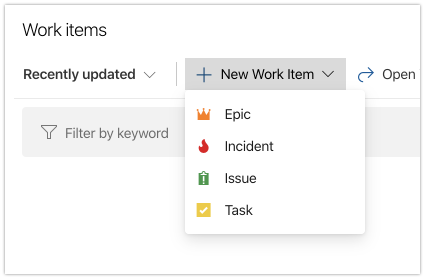 Work items
Recently updated
New Work Item
Open
Filter by keyword
Epic
Incident
Issue
Task